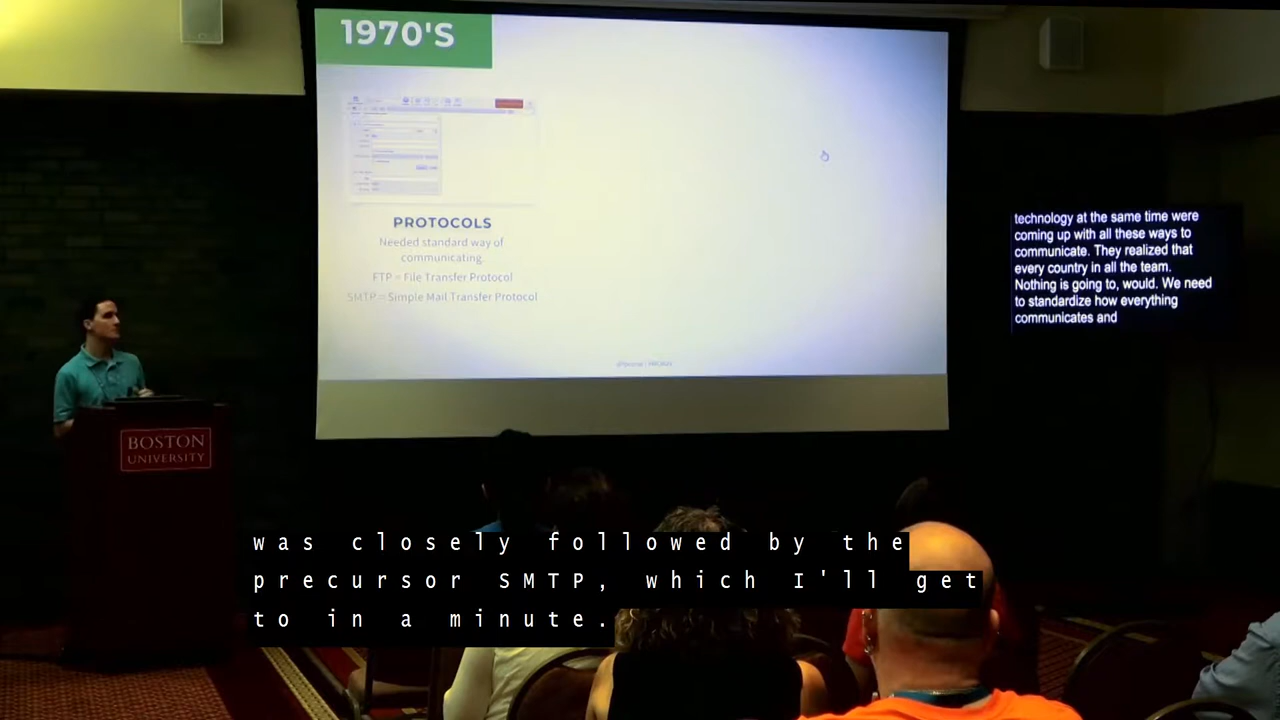 1970'S
PROTOCOLS
Needed standard way of
communicating
FTP = File Transfer Protocol
SMTP = Simple Mail Transfer Protocol
technology at the same time were
coming up with all these ways to
communicate. They realized that
every country in all the team.
Nothing is going to, would. We need
to standardize how everything
communicates and
BOSTON
UNIVERSITY
was closely followed by the
precursor SMTP, which I'll get
to in a minute.